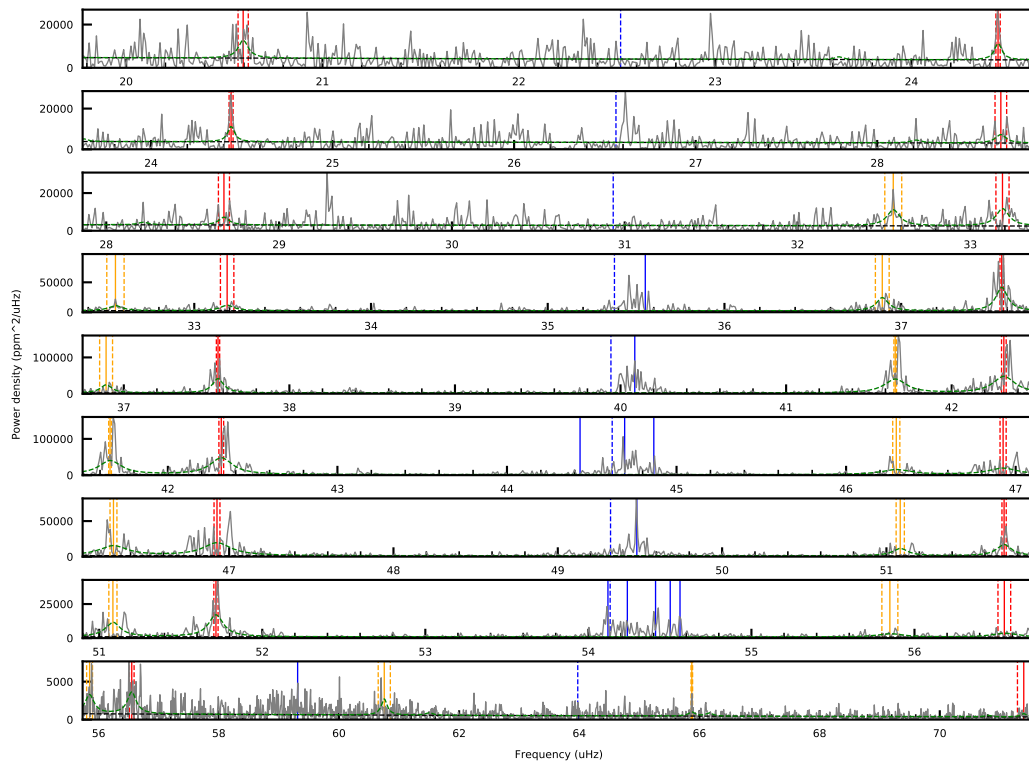 20000
0
20 21 22 23 24
20000
0
24 25 26 27 28
20000
0
28 29 30 31 32 33
50000
0
33 34 35 36 37
100000
0
37 38 39 40 41 42
100000
0
42 43 44 45 46 47
50000
0
47 48 49 50 51
25000
0
51 52 53 54 55 56
5000
0
56 58 60 62 64 66 68 70
Power density (ppm^2/uHz)
Frequency (uHz)